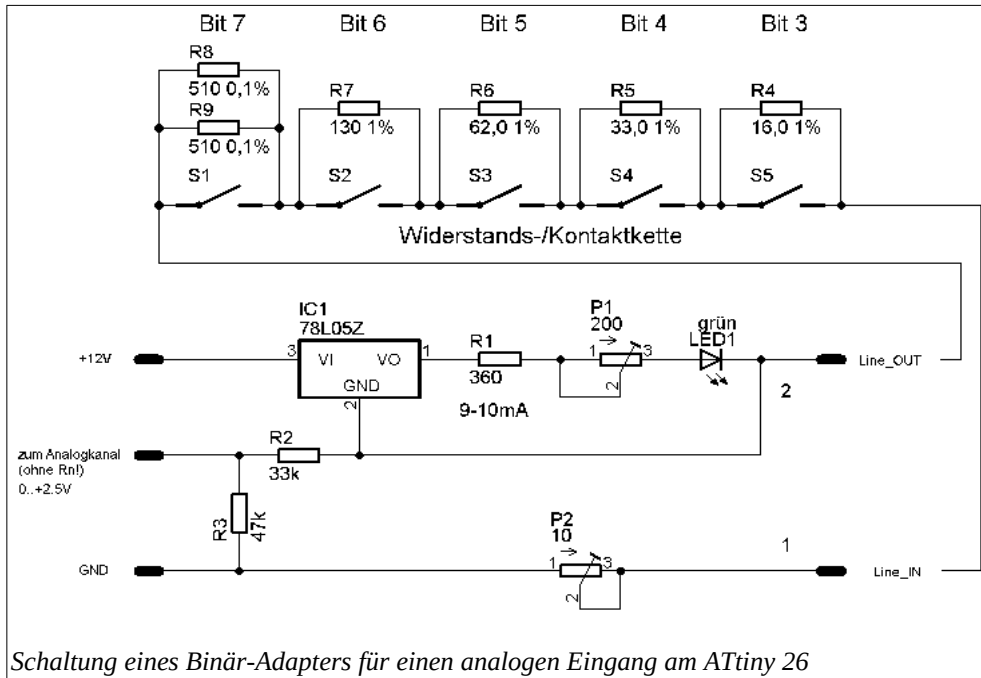 Bit 7 Bit 6 Bit 5 Bit 4 Bit 3
R8
510 0,1%
R9
510 0,1%
R7
130 1%
R6
62,0 1%
R5
33,0 1%
R4
16,0 1%
S1 S2 S3 S4 S5
Widerstands-/Kontaktkette
IC1
78L05Z
+12V
3 VI VO 1
GND
2
R1
360
9-10mA
P1
200
1 3
2
grün
LED1
Line_OUT
2
zum Analogkanal
(ohne Rn!)
0..+2.5V
R2
33k
R3
47k
P2
10
1 3
2
GND
1
Line_IN
Schaltung eines Binär-Adapters für einen analogen Eingang am ATtiny 26